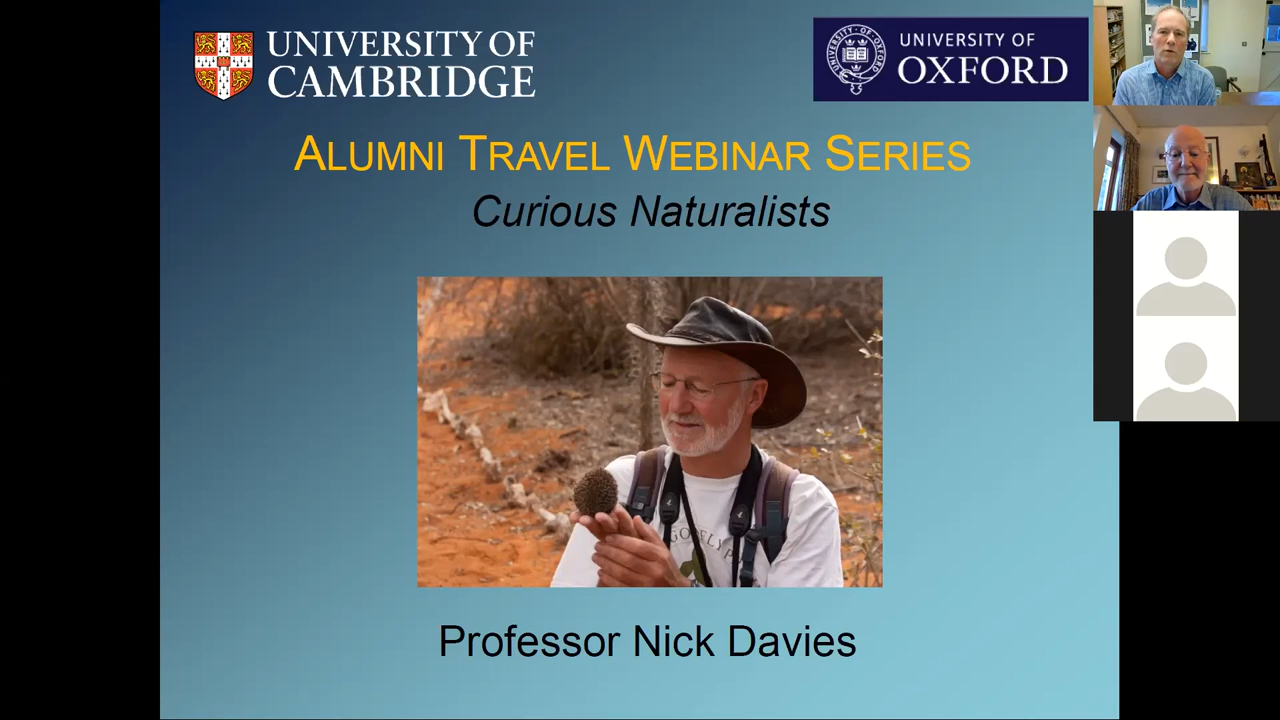 UNIVERSITY OF
CAMBRIDGE
UNIVERSITY OF
OXFORD
ALUMNI TRAVEL WEBINAR SERIES
Curious Naturalists
Professor Nick Davies